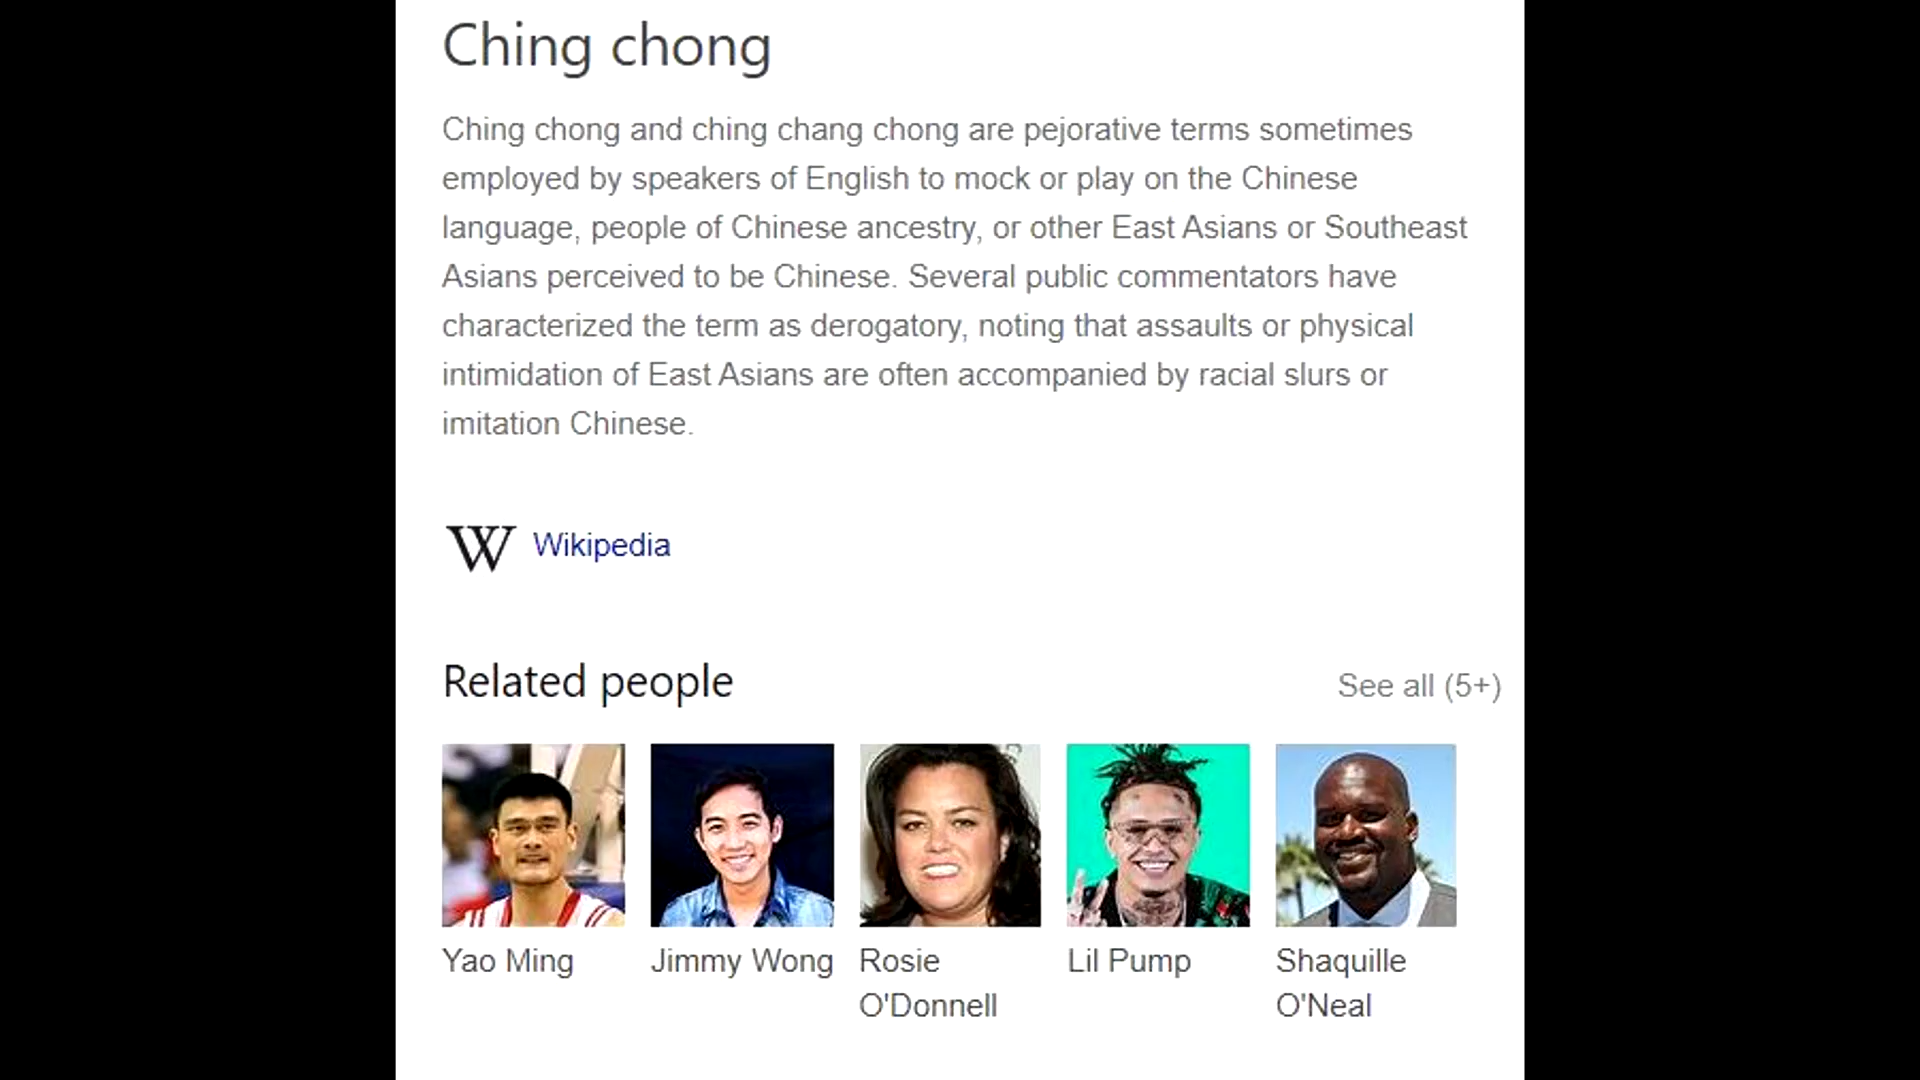 Ching chong
Ching chong and ching chang chong are pejorative terms sometimes
employed by speakers of English to mock or play on the Chinese
language, people of Chinese ancestry, or other East Asians or Southeast
Asians perceived to be Chinese. Several public commentators have
characterized the term as derogatory, noting that assaults or physical
intimidation of East Asians are often accompanied by racial slurs or
imitation Chinese.
W Wikipedia
Related people See all (5+)
Yao Ming Jimmy Wong Rosie O'Donnell Lil Pump Shaquille O'Neal